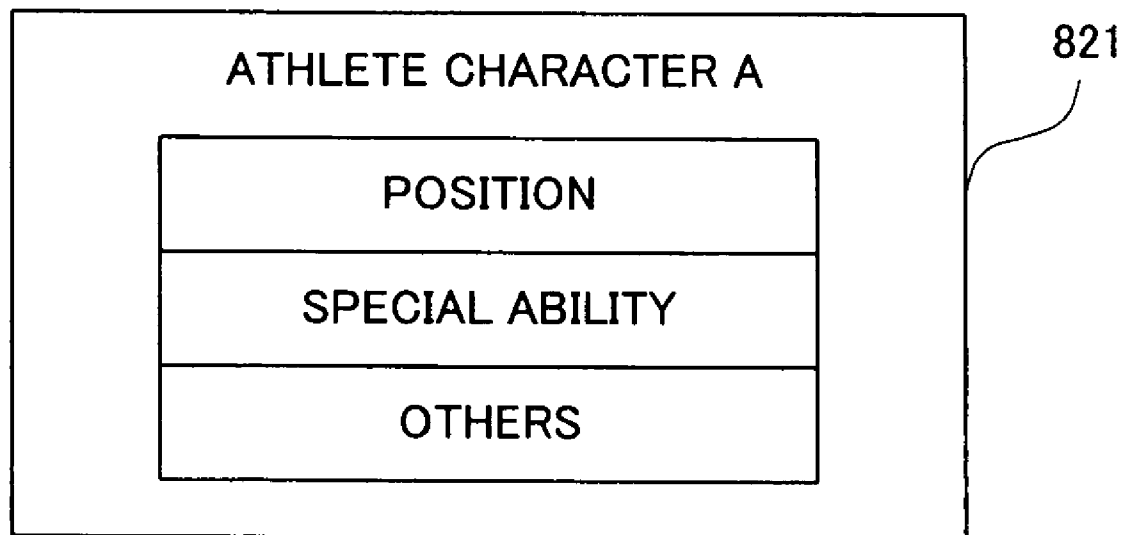 821
ATHLETE CHARACTER A
POSITION
SPECIAL ABILITY
OTHERS